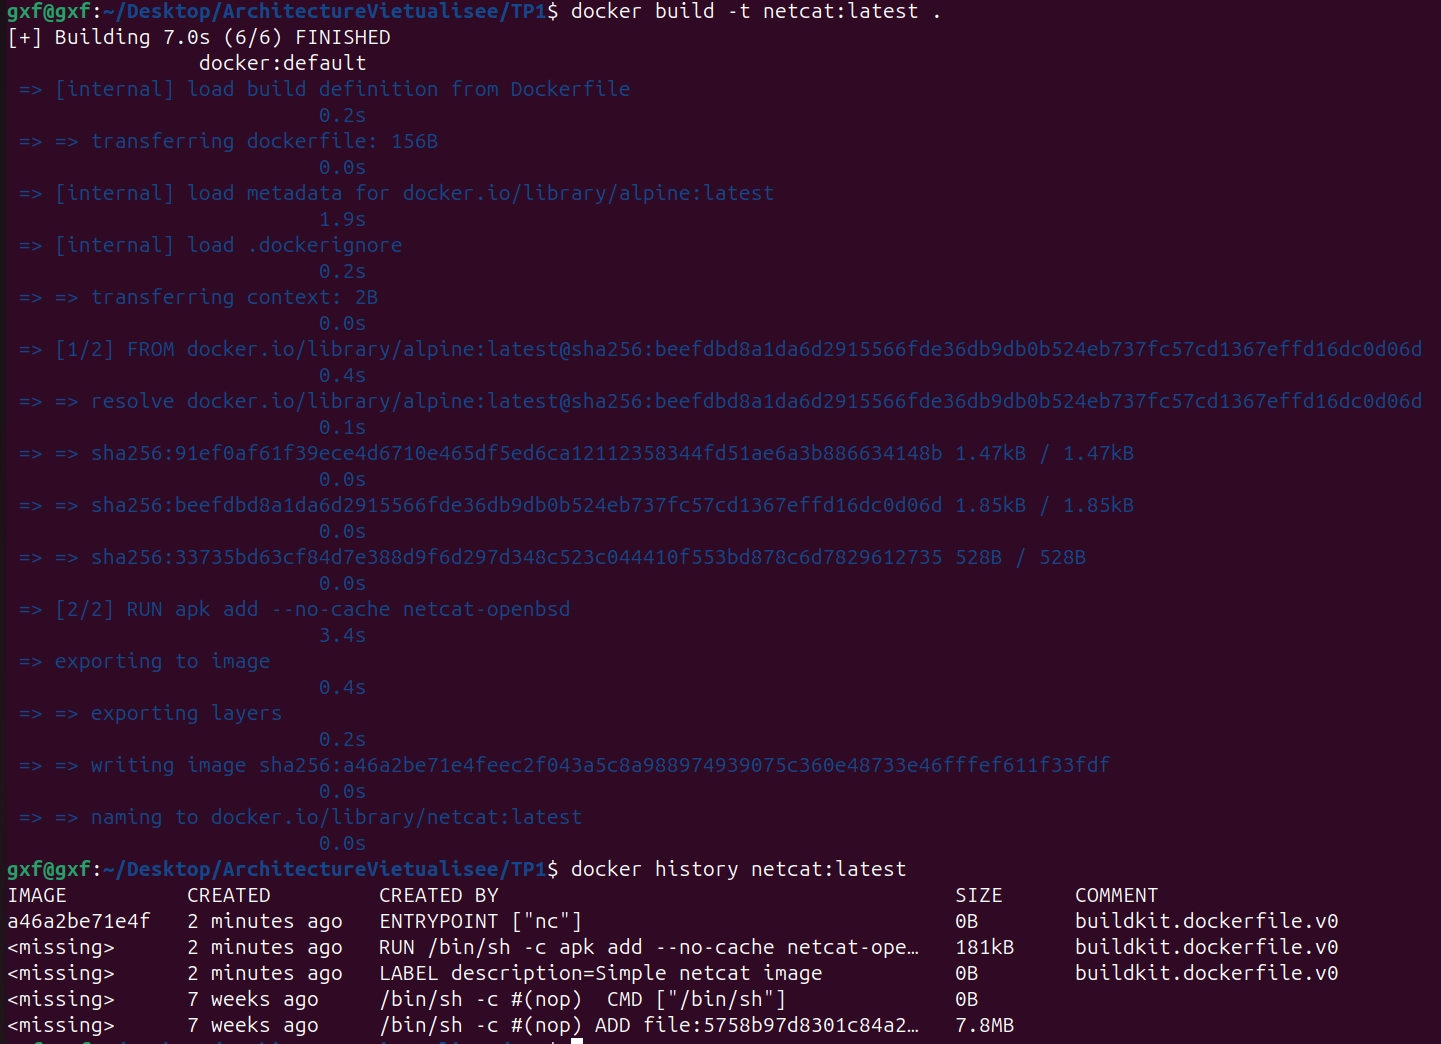 gxf@gxf:~/Desktop/ArchitectureVietualisee/TP1$ docker build -t netcat:latest .
[+] Building 7.0s (6/6) FINISHED
docker:default
=> [internal] load build definition from Dockerfile
0.2s
=> => transferring dockerfile: 156B
0.0s
=> [internal] load metadata for docker.io/library/alpine:latest
1.9s
=> [internal] load .dockerignore
0.2s
=> => transferring context: 2B
0.0s
=> [1/2] FROM docker.io/library/alpine:latest@sha256:beefdbd8a1da6d2915566fde36db9db0b524eb737fc57cd1367effd16dc0d06d
0.4s
=> => resolve docker.io/library/alpine:latest@sha256:beefdbd8a1da6d2915566fde36db9db0b524eb737fc57cd1367effd16dc0d06d
0.1s
=> => sha256:91ef0af61f39ece4d6710e465df5ed6ca12112358344fd51ae6a3b886634148b 1.47kB / 1.47kB
0.0s
=> => sha256:beefdbd8a1da6d2915566fde36db9db0b524eb737fc57cd1367effd16dc0d06d 1.85kB / 1.85kB
0.0s
=> => sha256:33735bd63cf84d7e388d9f6d297d348c523c044410f553bd878c6d7829612735 528B / 528B
0.0s
=> [2/2] RUN apk add --no-cache netcat-openbsd
3.4s
=> exporting to image
0.4s
=> => exporting layers
0.2s
=> => writing image sha256:a46a2be71e4feec2f043a5c8a988974939075c360e48733e46fffef611f33fdf
0.0s
=> => naming to docker.io/library/netcat:latest
0.0s
gxf@gxf:~/Desktop/ArchitectureVietualisee/TP1$ docker history netcat:latest
IMAGE CREATED CREATED BY SIZE COMMENT
a46a2be71e4f 2 minutes ago ENTRYPOINT ["nc"] 0B buildkit.dockerfile.v0
<missing> 2 minutes ago RUN /bin/sh -c apk add --no-cache netcat-ope… 181kB buildkit.dockerfile.v0
<missing> 2 minutes ago LABEL description=Simple netcat image 0B buildkit.dockerfile.v0
<missing> 7 weeks ago /bin/sh -c #(nop) CMD ["/bin/sh"] 0B
<missing> 7 weeks ago /bin/sh -c #(nop) ADD file:5758b97d8301c84a2… 7.8MB